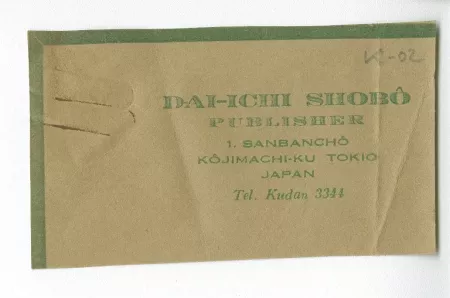 K-02
DAI-ICHI SHOBÔ
PUBLISHER
1. SANBANCHÔ
KÔJIMACHI-KU TOKIO
JAPAN
Tel. Kudan 3344